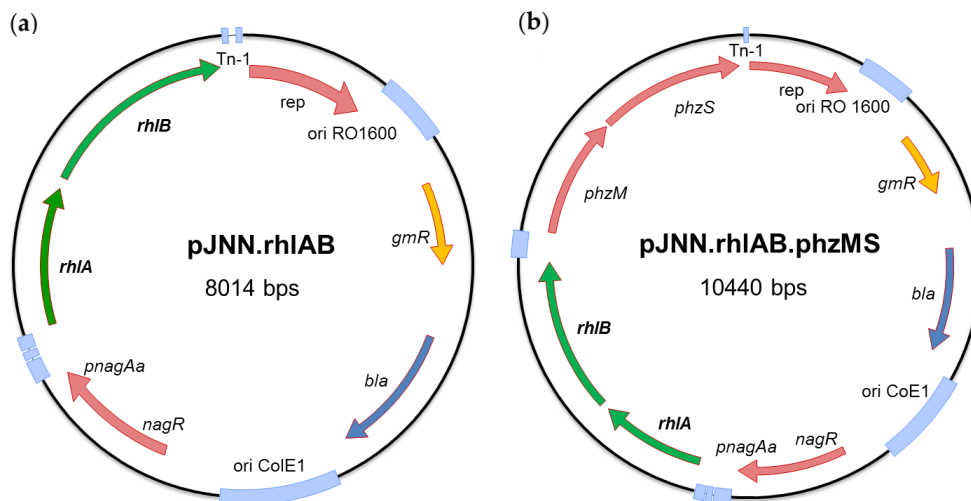 (a)
Tn-1
rep
ori RO1600
rhlB
gmR
rhlA
pJNN.rhlAB
8014 bps
bla
pnagAa
nagR
ori ColE1
(b)
Tn-1
rep
phzS
ori RO 1600
phzM
gmR
pJNN.rhlAB.phzMS
10440 bps
bla
rhlB
ori CoE1
rhlA
pnagAa
nagR